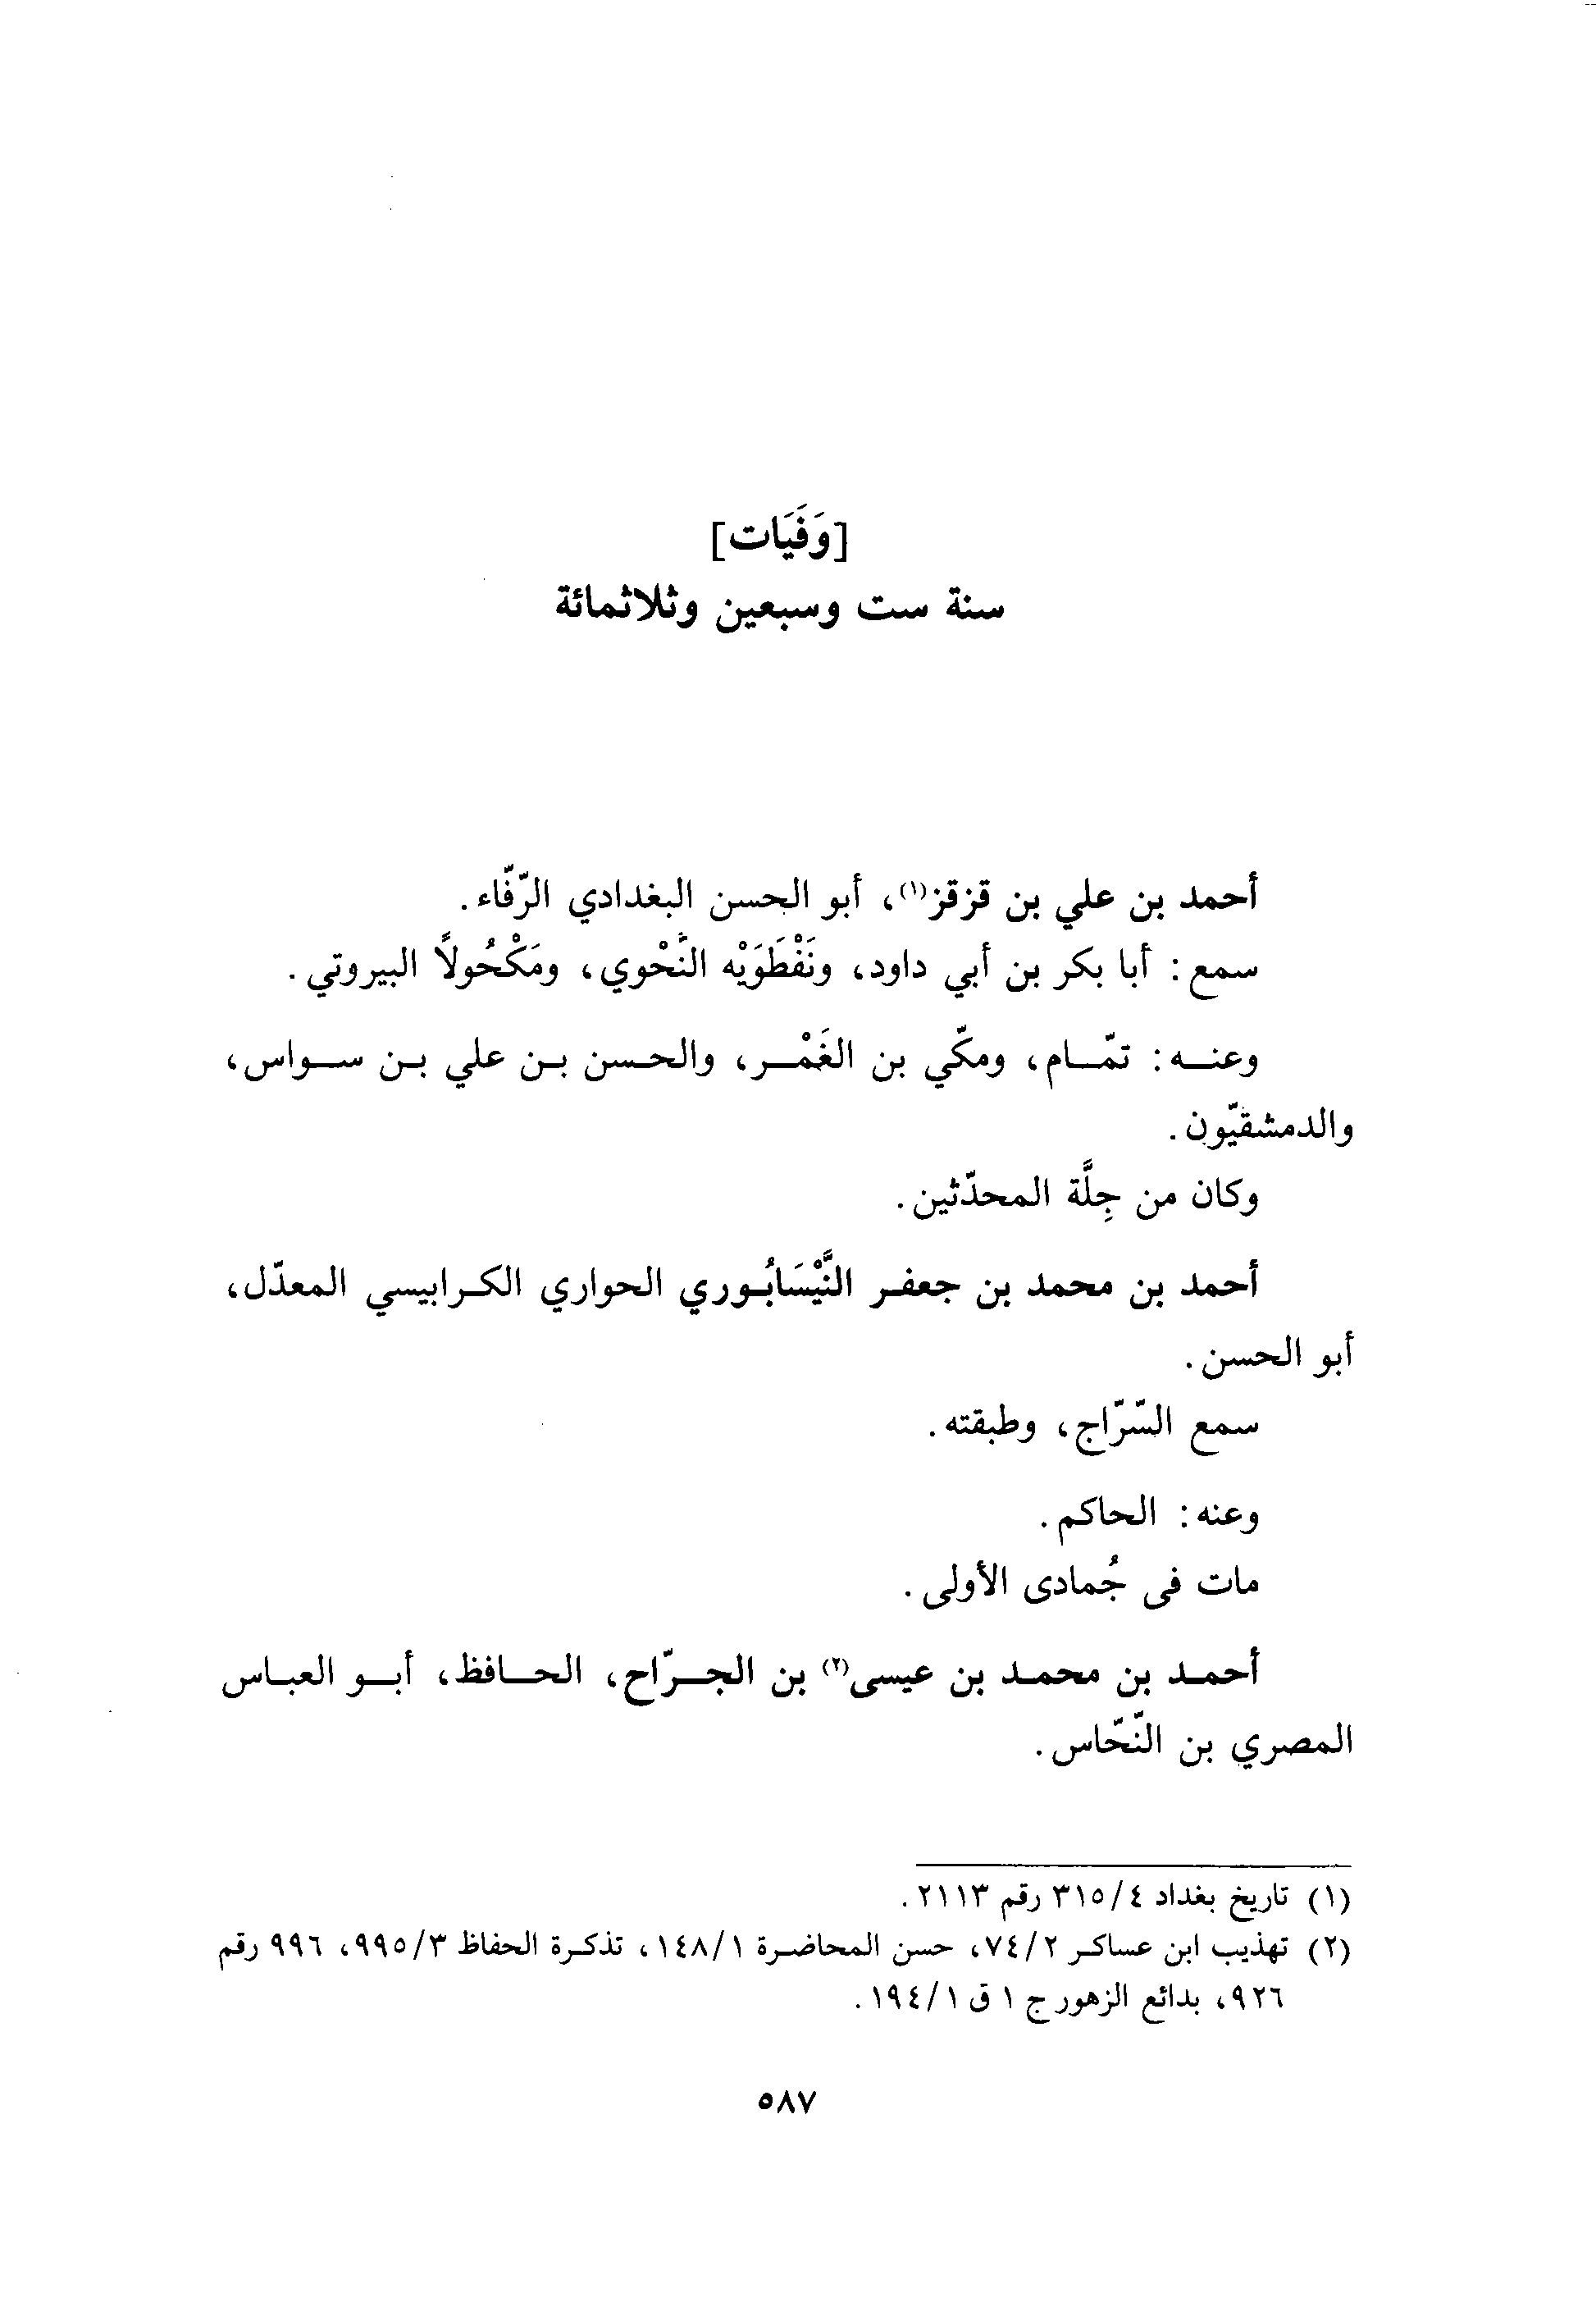 [وَفَيَات]
سنة ست وسبعين وثلاثمائة
أحمد بن علي بن قزقز(١)، أبو الحسن البغدادي الرّفّاء.
سمع: أبا بكر بن أبي داود، ونَفْطَوَيْه النَّحْوي، ومَكْحُولاً البيروتي.
وعنه: تمّام، ومكّي بن الغَمْر، والحسن بن علي بن سواس،
والدمشقيّون.
وكان من جِلَّة المحدّثين.
أحمد بن محمد بن جعفر النَّيْسَابُوري الحواري الكرابيسي المعدّل،
أبو الحسن.
سمع السّرّاج، وطبقته.
وعنه: الحاكم.
مات فى جُمادى الأولى.
أحمد بن محمد بن عيسى(٢) بن الجرّاح، الحافظ، أبو العباس
المصري بن النّحّاس.
(١) تاريخ بغداد ٤/٣١٥ رقم ٢١١٣.
(٢) تهذيب ابن عساكر ٢/٧٤، حسن المحاضرة ١/١٤٨، تذكرة الحفاظ ٣/٩٩٥، ٩٩٦ رقم
٩٢٦، بدائع الزهور ج ١ ق ١/١٩٤.
٥٨٧